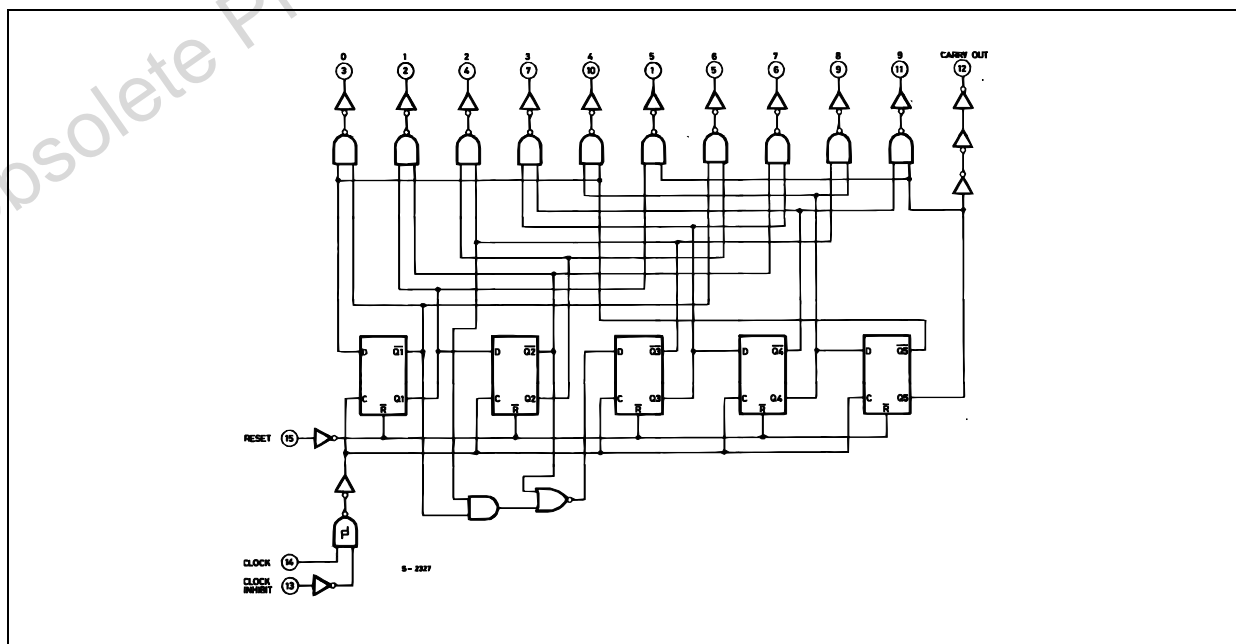 Obsolete Pr
0 1 2 3 4 5 6 7 8 9 CARRY OUT
3 2 4 7 10 1 5 6 9 11 12
D Q1 D Q2 D Q3 D Q4 D Q5
C Q1 C Q2 C Q3 C Q4 C Q5
R R R R R
RESET 15
CLOCK 14
S-2327
CLOCK
INHIBIT 13